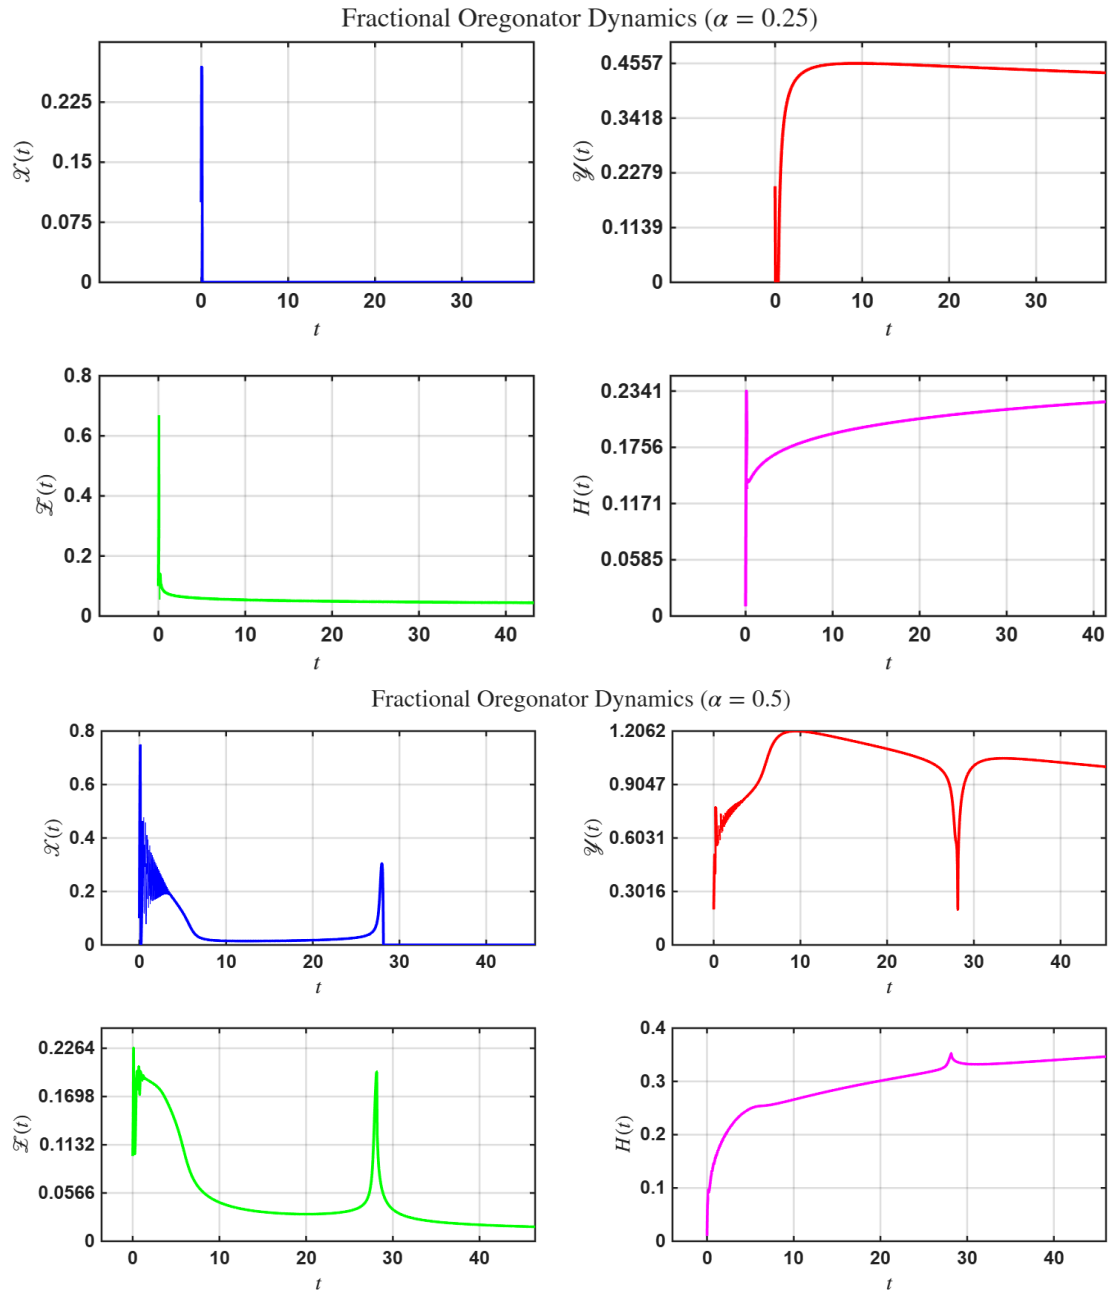 Fractional Oregonator Dynamics (α = 0.25)
0.225
0.15
0.075
0
𝒳(t)
0 10 20 30
t
0.4557
0.3418
0.2279
0.1139
0
𝒴(t)
0 10 20 30
t
0.8
0.6
0.4
0.2
0
𝒵(t)
0 10 20 30 40
t
0.2341
0.1756
0.1171
0.0585
0
H(t)
0 10 20 30 40
t
Fractional Oregonator Dynamics (α = 0.5)
0.8
0.6
0.4
0.2
0
𝒳(t)
0 10 20 30 40
t
1.2062
0.9047
0.6031
0.3016
0
𝒴(t)
0 10 20 30 40
t
0.2264
0.1698
0.1132
0.0566
0
𝒵(t)
0 10 20 30 40
t
0.4
0.3
0.2
0.1
0
H(t)
0 10 20 30 40
t